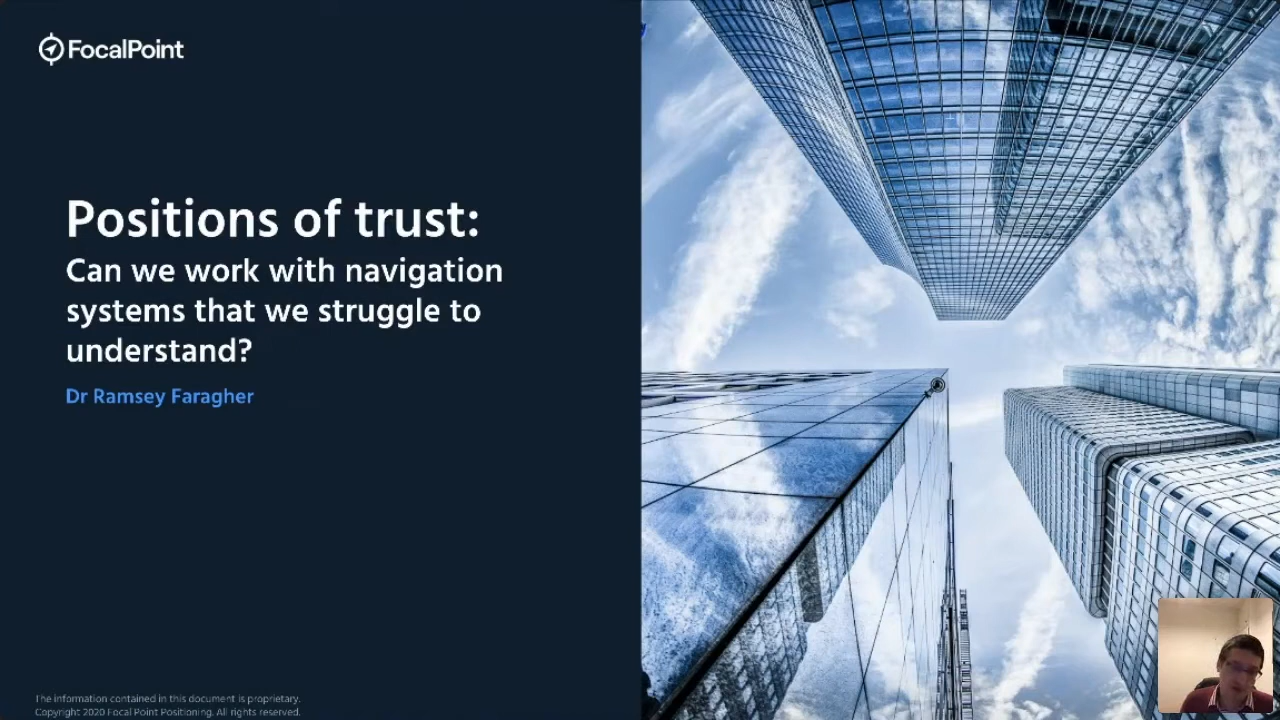 FocalPoint
Positions of trust:
Can we work with navigation
systems that we struggle to
understand?
Dr Ramsey Faragher
The information contained in this document is proprietary.
Copyright 2020 Focal Point Positioning. All rights reserved.